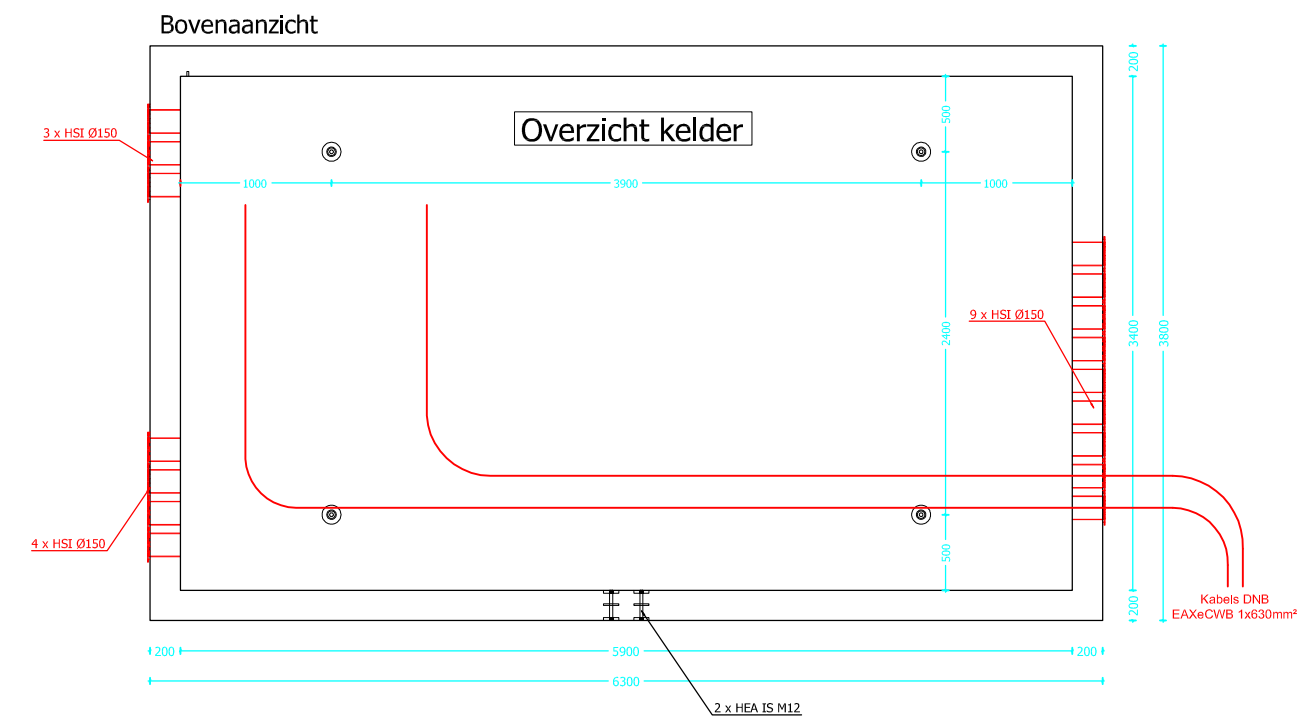 Bovenaanzicht
Overzicht kelder
3 x HSI Ø150
200
500
1000
3900
1000
9 x HSI Ø150
2400
3400
3800
4 x HSI Ø150
500
200
Kabels DNB
EAXeCWB 1x630mm²
200
5900
200
6300
2 x HEA IS M12